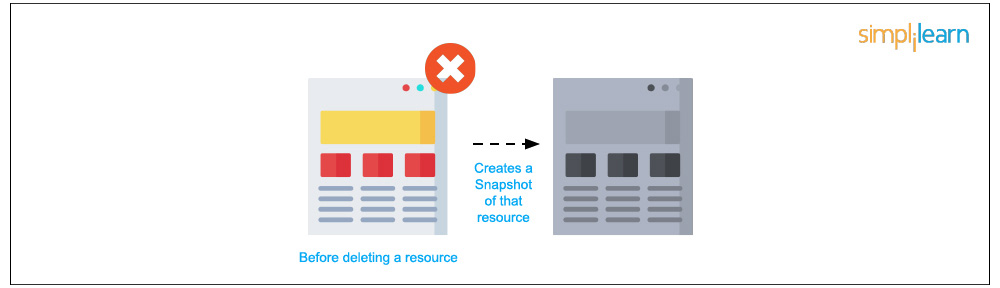 simplilearn
Creates a
Snapshot
of that
resource
Before deleting a resource